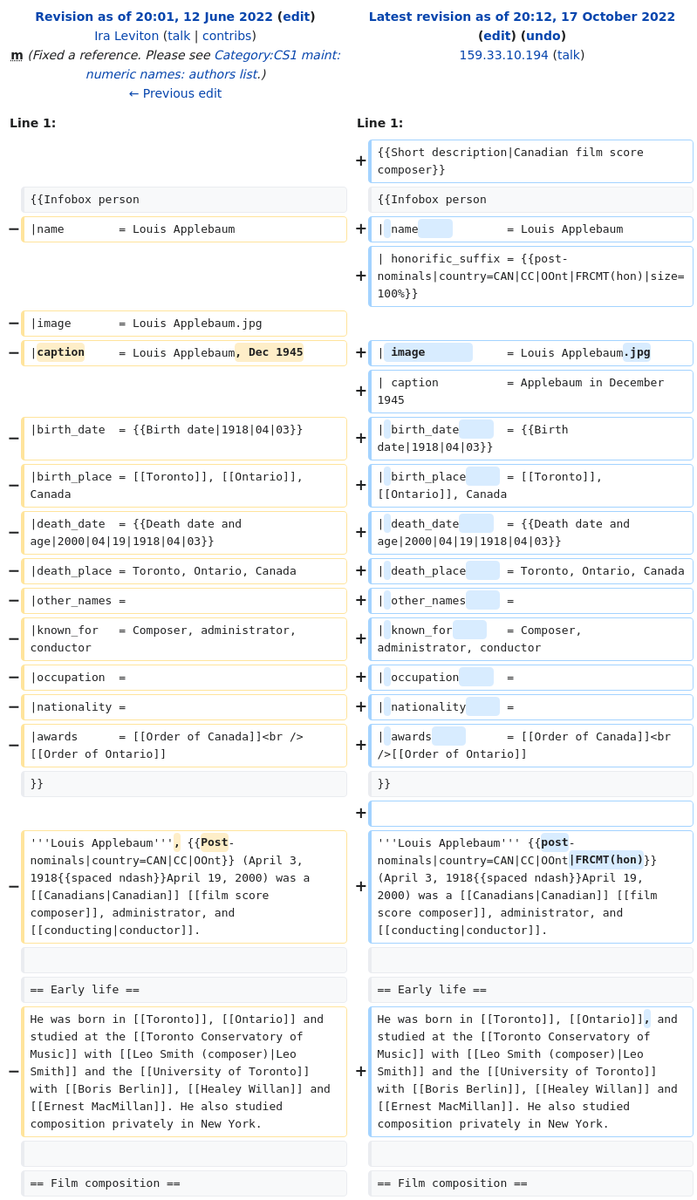 Revision as of 20:01, 12 June 2022 (edit)
Ira Leviton (talk | contribs)
m (Fixed a reference. Please see Category:CS1 maint:
numeric names: authors list.)
← Previous edit
Latest revision as of 20:12, 17 October 2022
(edit) (undo)
159.33.10.194 (talk)
Line 1:
Line 1:
+
{{Short description|Canadian film score
composer}}
{{Infobox person
{{Infobox person
−
|name        = Louis Applebaum
+
| name            = Louis Applebaum
+
| honorific_suffix = {{post-
nominals|country=CAN|CC|OOnt|FRCMT(hon)|size=
100%}}
−
|image       = Louis Applebaum.jpg
−
|caption     = Louis Applebaum, Dec 1945
+
| image           = Louis Applebaum.jpg
+
| caption         = Applebaum in December
1945
−
|birth_date  = {{Birth date|1918|04|03}}
+
| birth_date      = {{Birth
date|1918|04|03}}
−
|birth_place = [[Toronto]], [[Ontario]],
Canada
+
| birth_place     = [[Toronto]],
[[Ontario]], Canada
−
|death_date  = {{Death date and
age|2000|04|19|1918|04|03}}
+
| death_date      = {{Death date and
age|2000|04|19|1918|04|03}}
−
|death_place = Toronto, Ontario, Canada
+
| death_place     = Toronto, Ontario, Canada
−
|other_names =
+
| other_names     =
−
|known_for   = Composer, administrator,
conductor
+
| known_for       = Composer,
administrator, conductor
−
|occupation  =
+
| occupation      =
−
|nationality =
+
| nationality     =
−
|awards      = [[Order of Canada]]<br />
[[Order of Ontario]]
+
| awards          = [[Order of Canada]]<br
/>[[Order of Ontario]]
}}
}}
+
−
'''Louis Applebaum''', {{Post-
nominals|country=CAN|CC|OOnt}} (April 3,
1918{{spaced ndash}}April 19, 2000) was a
[[Canadians|Canadian]] [[film score
composer]], administrator, and
[[conducting|conductor]].
+
'''Louis Applebaum''' {{post-
nominals|country=CAN|CC|OOnt|FRCMT(hon)}}
(April 3, 1918{{spaced ndash}}April 19,
2000) was a [[Canadians|Canadian]] [[film
score composer]], administrator, and
[[conducting|conductor]].
== Early life ==
== Early life ==
−
He was born in [[Toronto]], [[Ontario]] and
studied at the [[Toronto Conservatory of
Music]] with [[Leo Smith (composer)|Leo
Smith]] and the [[University of Toronto]]
with [[Boris Berlin]], [[Healey Willan]] and
[[Ernest MacMillan]]. He also studied
composition privately in New York.
+
He was born in [[Toronto]], [[Ontario]], and
studied at the [[Toronto Conservatory of
Music]] with [[Leo Smith (composer)|Leo
Smith]] and the [[University of Toronto]]
with [[Boris Berlin]], [[Healey Willan]] and
[[Ernest MacMillan]]. He also studied
composition privately in New York.
== Film composition ==
== Film composition ==